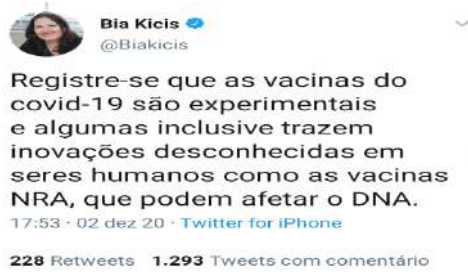 Bia Kicis
@Biakicis
Registre-se que as vacinas do
covid-19 são experimentais
e algumas inclusive trazem
inovações desconhecidas em
seres humanos como as vacinas
NRA, que podem afetar o DNA.
17:53 · 02 dez 20 · Twitter for iPhone
228 Retweets 1.293 Tweets com comentário